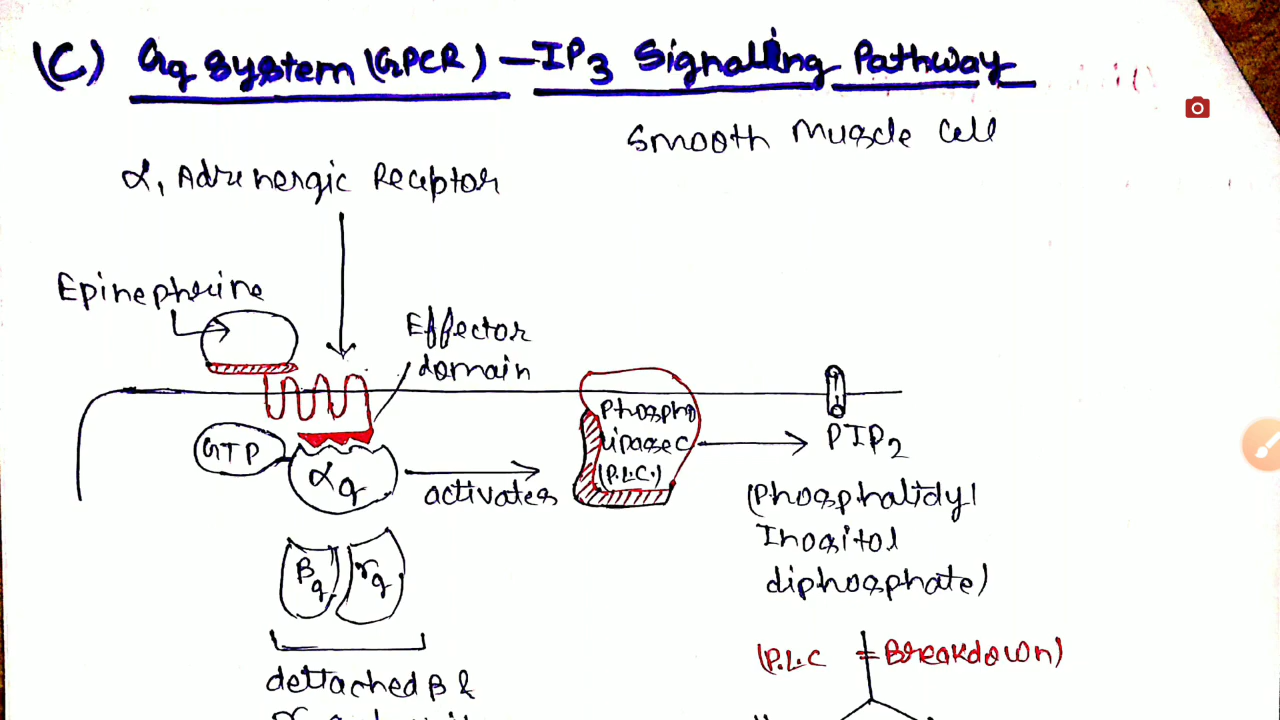 (C) Gq system (GPCR) – IP3 Signalling Pathway
Smooth Muscle Cell
α1 Adrenergic Receptor
Epinephrine
Effector
domain
GTP
αq
activates
Phospho
lipase C
(P.L.C.)
PIP2
(Phosphatidyl
Inositol
diphosphate)
βq
γq
(P.L.C
Breakdown)
dettached β &